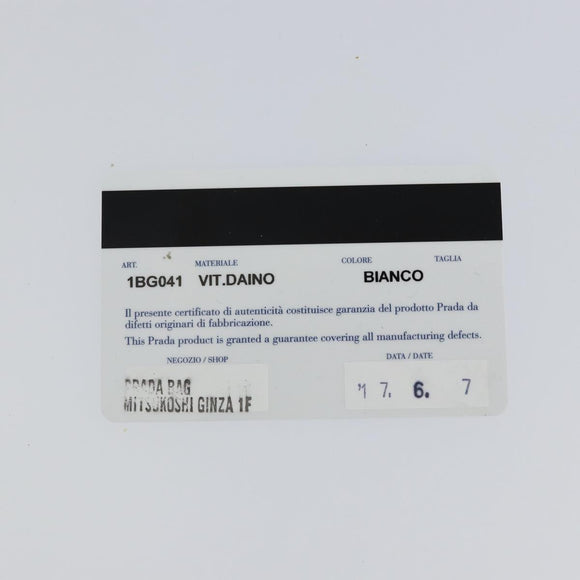 ART. MATERIALE COLORE TAGLIA
1BG041 VIT.DAINO BIANCO
Il presente certificato di autenticità costituisce garanzia del prodotto Prada da
difetti originari di fabbricazione.
This Prada product is granted a guarantee covering all manufacturing defects.
NEGOZIO / SHOP DATA / DATE
PRADA BAG
MITSUKOSHI GINZA 1F
'17. 6. 7